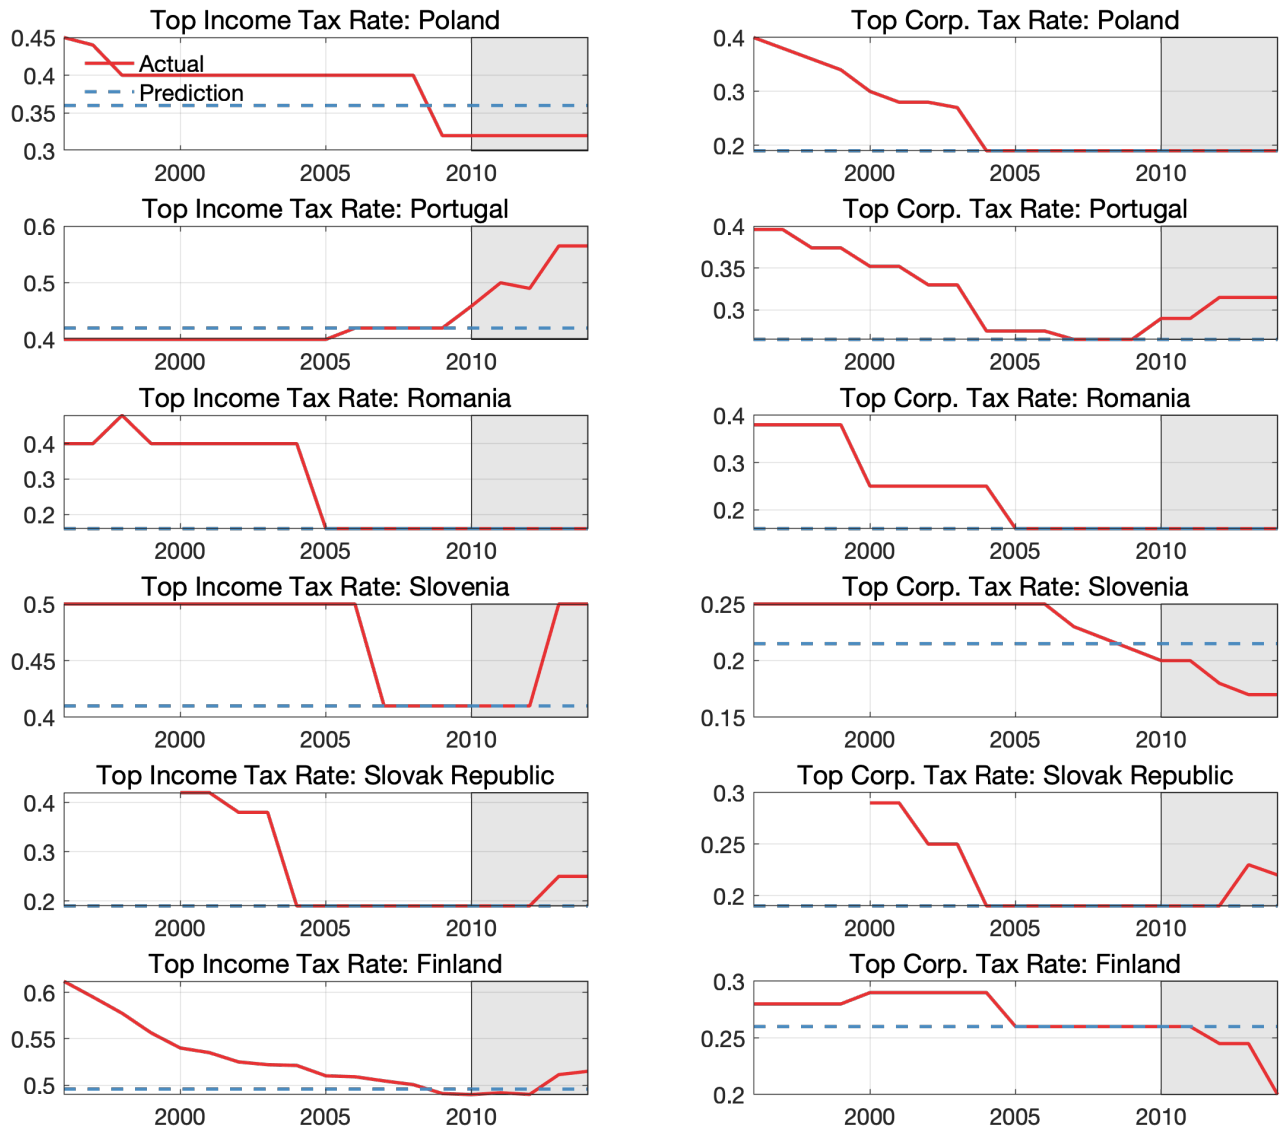 Top Income Tax Rate: Poland
0.45
0.4
0.35
0.3
Actual
Prediction
2000 2005 2010
Top Corp. Tax Rate: Poland
0.4
0.3
0.2
2000 2005 2010
Top Income Tax Rate: Portugal
0.6
0.5
0.4
2000 2005 2010
Top Corp. Tax Rate: Portugal
0.4
0.35
0.3
2000 2005 2010
Top Income Tax Rate: Romania
0.4
0.3
0.2
2000 2005 2010
Top Corp. Tax Rate: Romania
0.4
0.3
0.2
2000 2005 2010
Top Income Tax Rate: Slovenia
0.5
0.45
0.4
2000 2005 2010
Top Corp. Tax Rate: Slovenia
0.25
0.2
0.15
2000 2005 2010
Top Income Tax Rate: Slovak Republic
0.4
0.3
0.2
2000 2005 2010
Top Corp. Tax Rate: Slovak Republic
0.3
0.25
0.2
2000 2005 2010
Top Income Tax Rate: Finland
0.6
0.55
0.5
2000 2005 2010
Top Corp. Tax Rate: Finland
0.3
0.25
0.2
2000 2005 2010